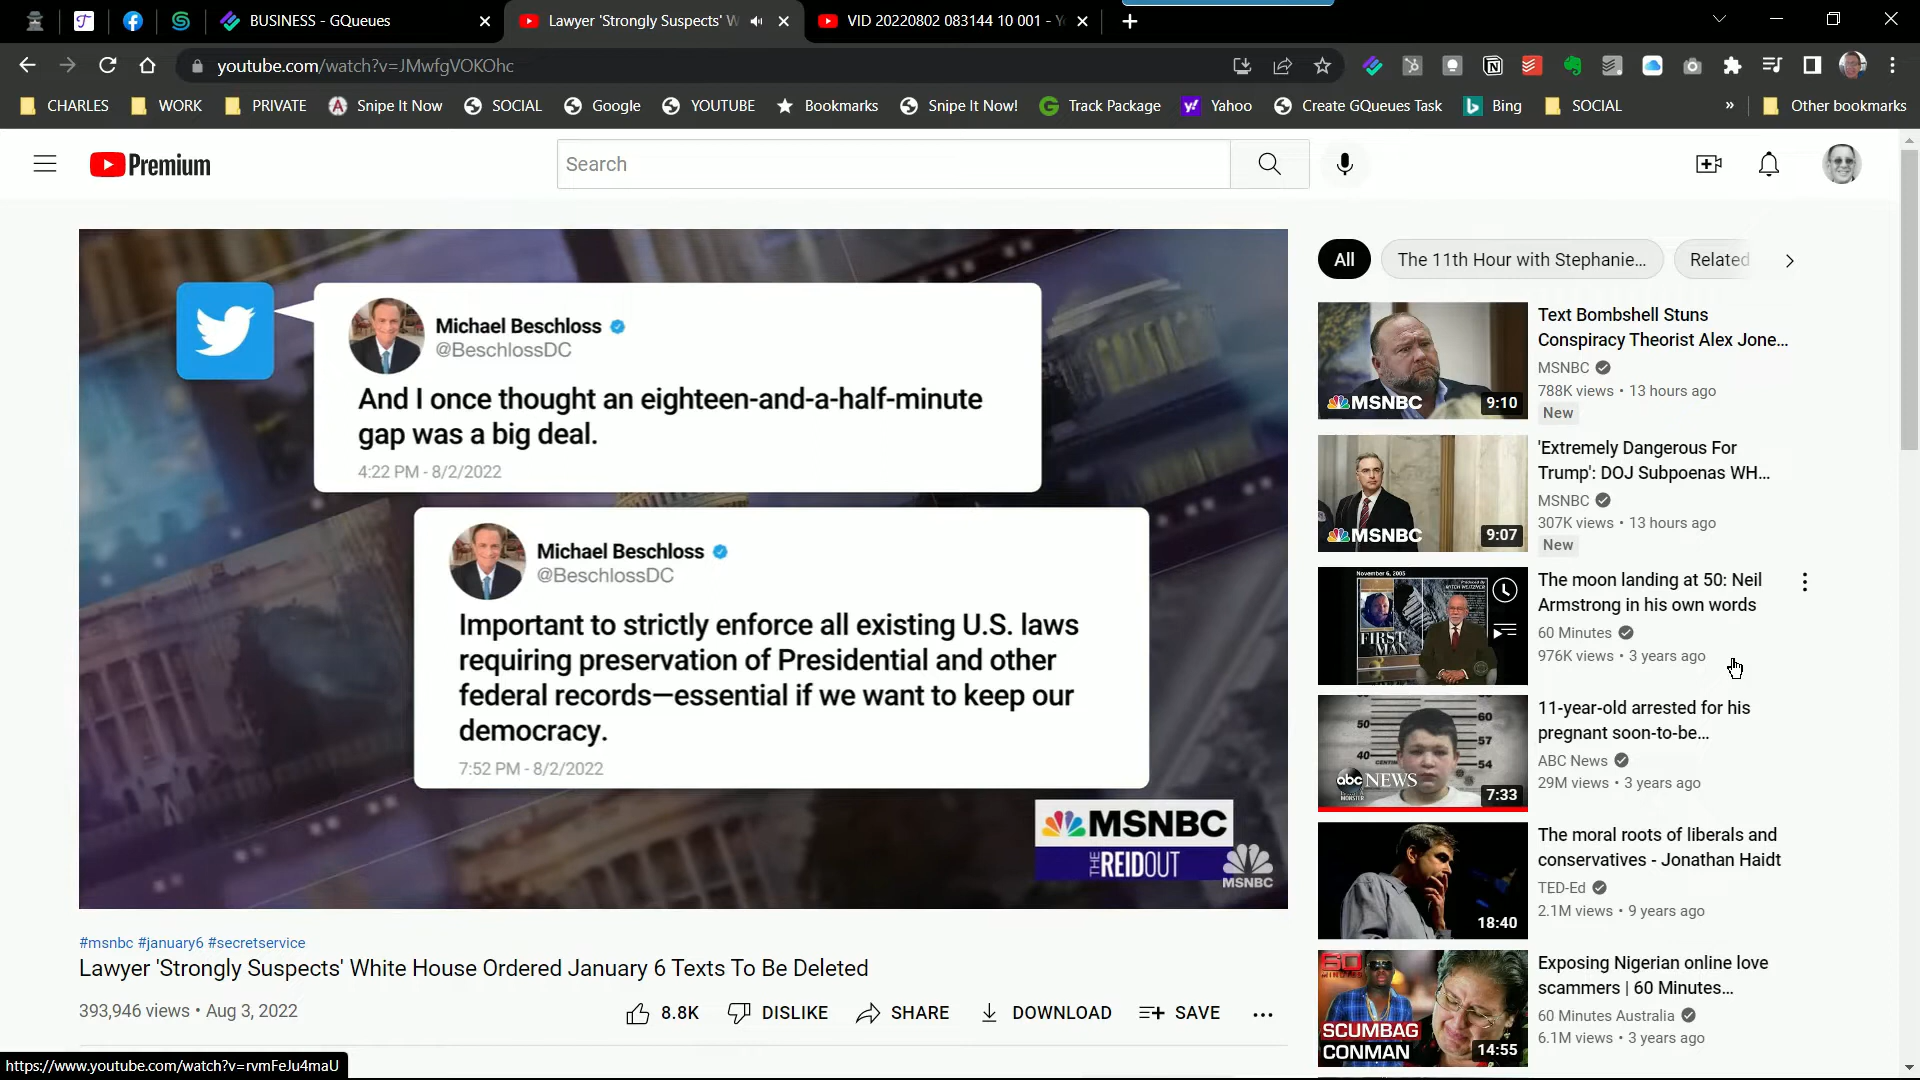 BUSINESS - GQueues
Lawyer 'Strongly Suspects' W
VID 20220802 083144 10 001 - Y
youtube.com/watch?v=JMwfgVOKOhc
CHARLES
WORK
PRIVATE
Snipe It Now
SOCIAL
Google
YOUTUBE
Bookmarks
Snipe It Now!
Track Package
Yahoo
Create GQueues Task
Bing
SOCIAL
»
Other bookmarks
Premium
Search
Michael Beschloss
@BeschlossDC
And I once thought an eighteen-and-a-half-minute
gap was a big deal.
4:22 PM - 8/2/2022
Michael Beschloss
@BeschlossDC
Important to strictly enforce all existing U.S. laws
requiring preservation of Presidential and other
federal records—essential if we want to keep our
democracy.
7:52 PM - 8/2/2022
MSNBC
THE REIDOUT
MSNBC
#msnbc #january6 #secretservice
Lawyer 'Strongly Suspects' White House Ordered January 6 Texts To Be Deleted
393,946 views • Aug 3, 2022
8.8K
DISLIKE
SHARE
DOWNLOAD
SAVE
All
The 11th Hour with Stephanie...
Related
MSNBC
9:10
Text Bombshell Stuns
Conspiracy Theorist Alex Jone...
MSNBC
788K views • 13 hours ago
New
MSNBC
9:07
'Extremely Dangerous For
Trump': DOJ Subpoenas WH...
MSNBC
307K views • 13 hours ago
New
November 6, 2005
FIRST
MAN
The moon landing at 50: Neil
Armstrong in his own words
60 Minutes
976K views • 3 years ago
50
40
60
57
54
abc NEWS
7:33
11-year-old arrested for his
pregnant soon-to-be...
ABC News
29M views • 3 years ago
18:40
The moral roots of liberals and
conservatives - Jonathan Haidt
TED-Ed
2.1M views • 9 years ago
60
MINUTES
SCUMBAG
CONMAN
14:55
Exposing Nigerian online love
scammers | 60 Minutes...
60 Minutes Australia
6.1M views • 3 years ago
https://www.youtube.com/watch?v=rvmFeJu4maU